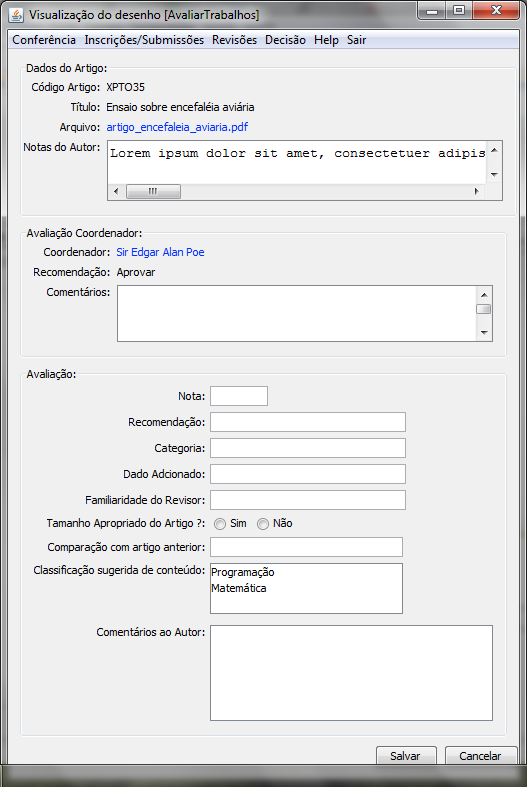 Visualização do desenho [AvaliarTrabalhos]
Conferência Inscrições/Submissões Revisões Decisão Help Sair
Dados do Artigo:
Código Artigo: XPTO35
Título: Ensaio sobre encefaléia aviária
Arquivo: artigo_encefaleia_aviaria.pdf
Notas do Autor: Lorem ipsum dolor sit amet, consectetuer adipis
Avaliação Coordenador:
Coordenador: Sir Edgar Alan Poe
Recomendação: Aprovar
Comentários:
Avaliação:
Nota:
Recomendação:
Categoria:
Dado Adcionado:
Familiaridade do Revisor:
Tamanho Apropriado do Artigo ?: Sim Não
Comparação com artigo anterior:
Classificação sugerida de conteúdo: Programação
Matemática
Comentários ao Autor:
Salvar Cancelar